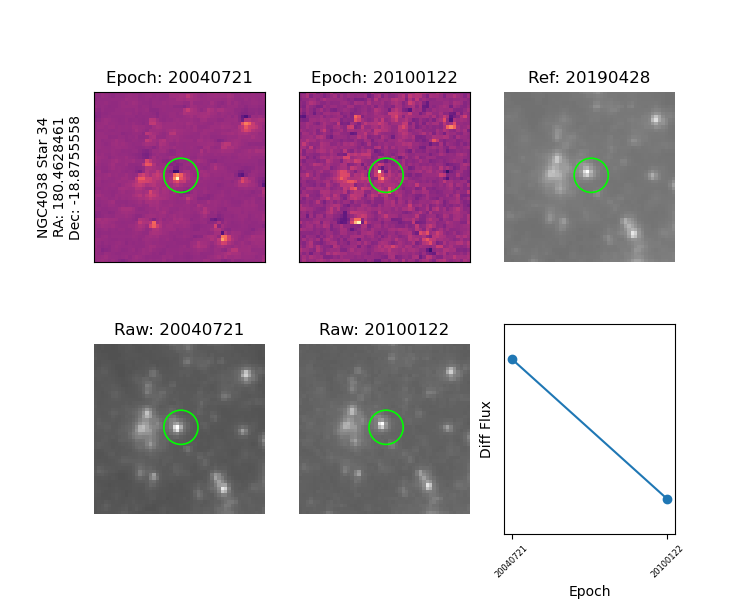 Epoch: 20040721
Epoch: 20100122
Ref: 20190428
NGC4038 Star 34
RA: 180.4628461
Dec: -18.8755558
Raw: 20040721
Raw: 20100122
Diff Flux
20040721
20100122
Epoch